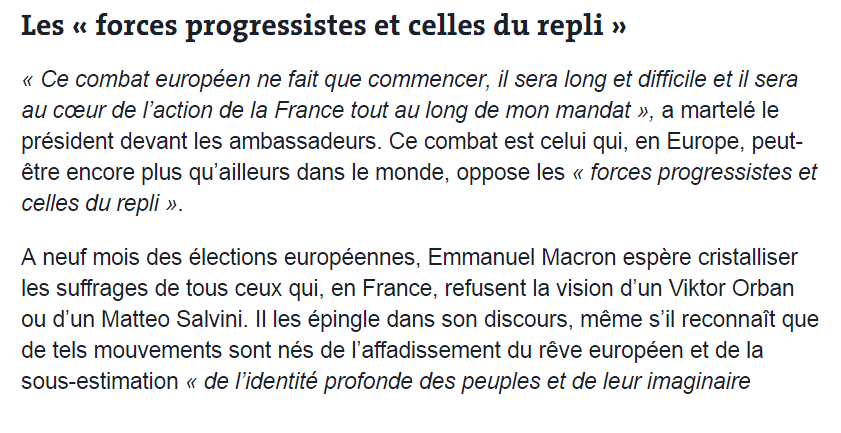 Les « forces progressistes et celles du repli »
« Ce combat européen ne fait que commencer, il sera long et difficile et il sera
au cœur de l’action de la France tout au long de mon mandat », a martelé le
président devant les ambassadeurs. Ce combat est celui qui, en Europe, peut-
être encore plus qu’ailleurs dans le monde, oppose les « forces progressistes et
celles du repli ».
A neuf mois des élections européennes, Emmanuel Macron espère cristalliser
les suffrages de tous ceux qui, en France, refusent la vision d’un Viktor Orban
ou d’un Matteo Salvini. Il les épingle dans son discours, même s’il reconnaît que
de tels mouvements sont nés de l’affadissement du rêve européen et de la
sous-estimation « de l’identité profonde des peuples et de leur imaginaire